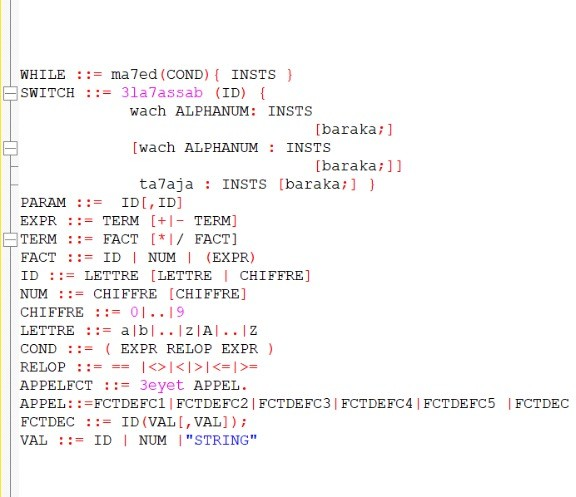 WHILE ::= ma7ed(COND){ INSTS }
SWITCH ::= 3la7assab (ID) {
wach ALPHANUM: INSTS
[baraka;]
[wach ALPHANUM : INSTS
[baraka;]]
ta7aja : INSTS [baraka;] }
PARAM ::= ID[,ID]
EXPR ::= TERM [+|- TERM]
TERM ::= FACT [*|/ FACT]
FACT ::= ID | NUM | (EXPR)
ID ::= LETTRE [LETTRE | CHIFFRE]
NUM ::= CHIFFRE [CHIFFRE]
CHIFFRE ::= 0|..|9
LETTRE ::= a|b|..|z|A|..|Z
COND ::= ( EXPR RELOP EXPR )
RELOP ::= == |<>|<|>|<=|>=
APPELFCT ::= 3eyet APPEL.
APPEL::=FCTDEFC1|FCTDEFC2|FCTDEFC3|FCTDEFC4|FCTDEFC5 |FCTDEC
FCTDEC ::= ID(VAL[,VAL]);
VAL ::= ID | NUM |"STRING"